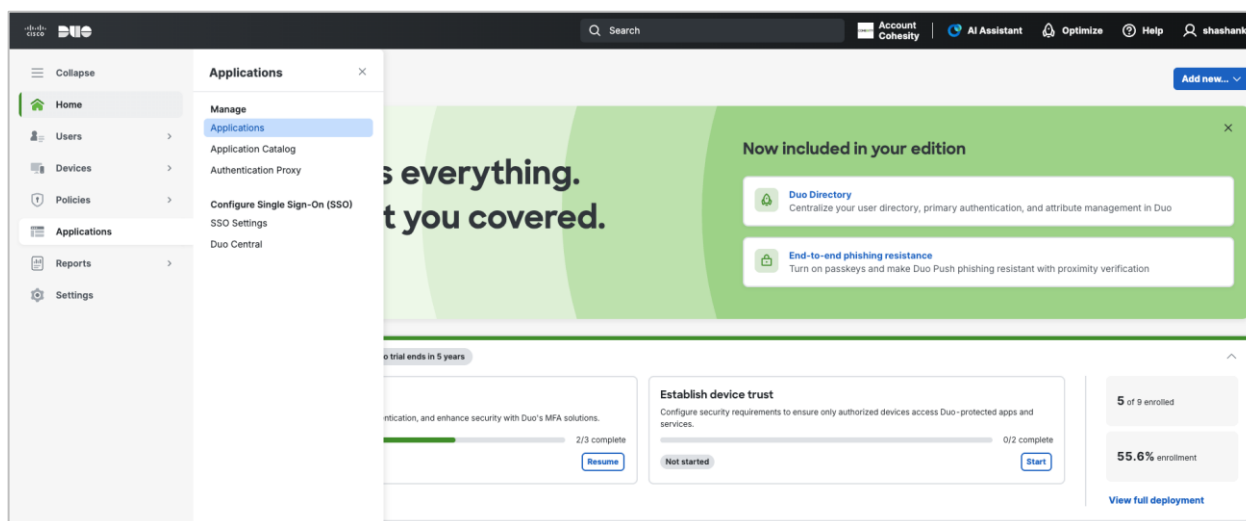 cisco DUO
Search
Account
Cohesity
AI Assistant
Optimize
Help
shashank
Collapse
Home
Users
Devices
Policies
Applications
Reports
Settings
Applications
Manage
Applications
Application Catalog
Authentication Proxy
Configure Single Sign-On (SSO)
SSO Settings
Duo Central
Add new...
s everything.
t you covered.
Now included in your edition
Duo Directory
Centralize your user directory, primary authentication, and attribute management in Duo
End-to-end phishing resistance
Turn on passkeys and make Duo Push phishing resistant with proximity verification
o trial ends in 5 years
ntication, and enhance security with Duo's MFA solutions.
2/3 complete
Resume
Establish device trust
Configure security requirements to ensure only authorized devices access Duo-protected apps and
services.
0/2 complete
Not started
Start
5 of 9 enrolled
55.6% enrollment
View full deployment